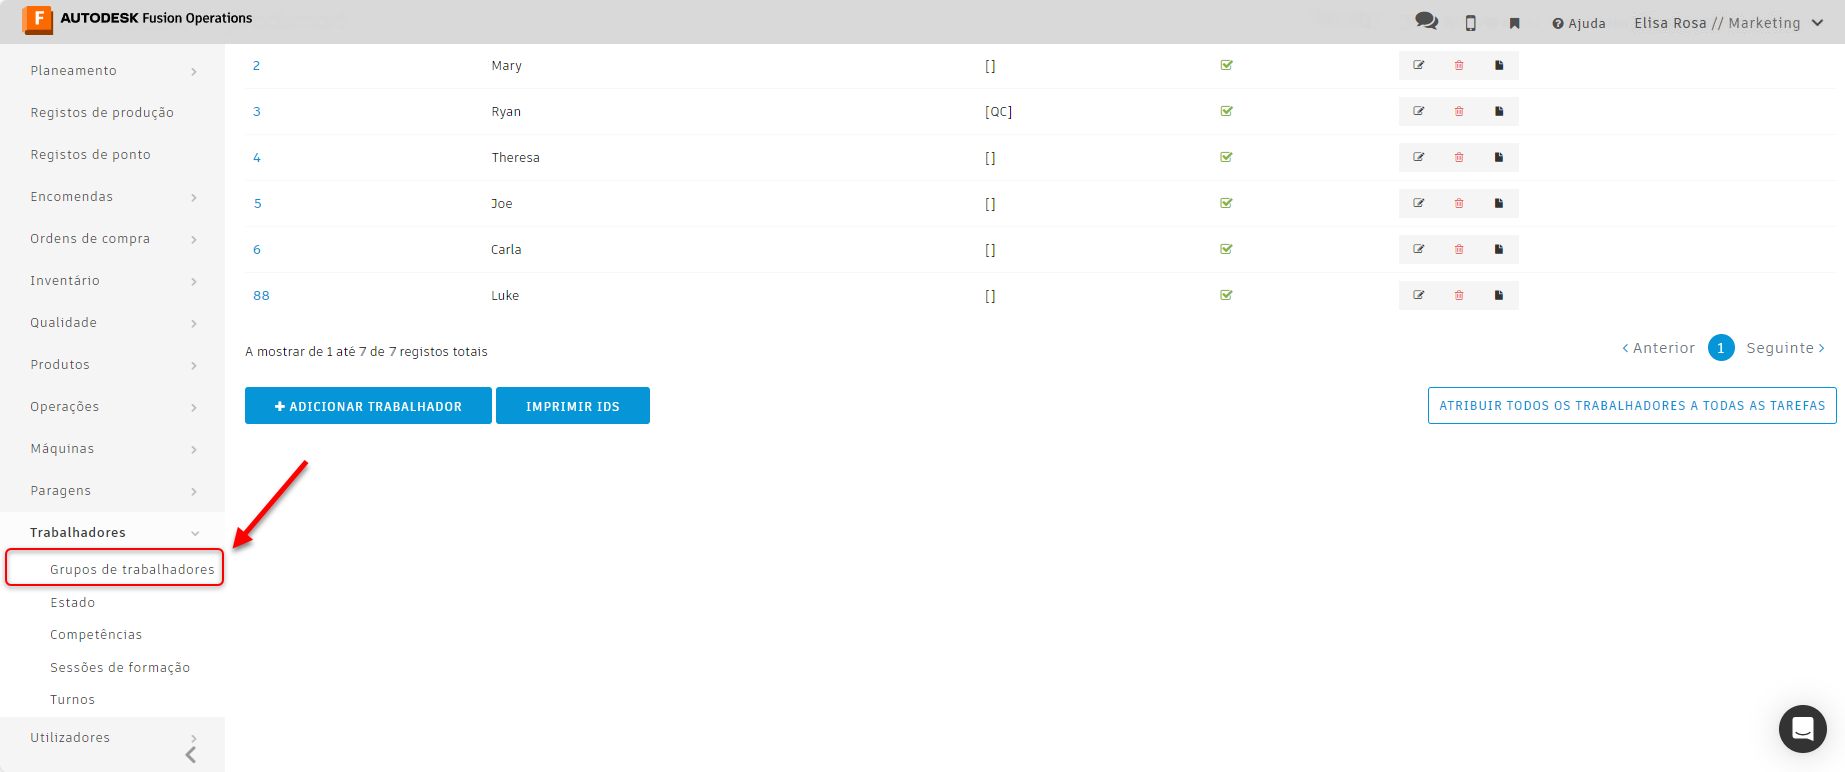 AUTODESK Fusion Operations
Ajuda
Elisa Rosa // Marketing
Planeamento
Registos de produção
Registos de ponto
Encomendas
Ordens de compra
Inventário
Qualidade
Produtos
Operações
Máquinas
Paragens
Trabalhadores
Grupos de trabalhadores
Estado
Competências
Sessões de formação
Turnos
Utilizadores
2 Mary []
3 Ryan [QC]
4 Theresa []
5 Joe []
6 Carla []
88 Luke []
A mostrar de 1 até 7 de 7 registos totais
< Anterior 1 Seguinte >
+ ADICIONAR TRABALHADOR
IMPRIMIR IDS
ATRIBUIR TODOS OS TRABALHADORES A TODAS AS TAREFAS